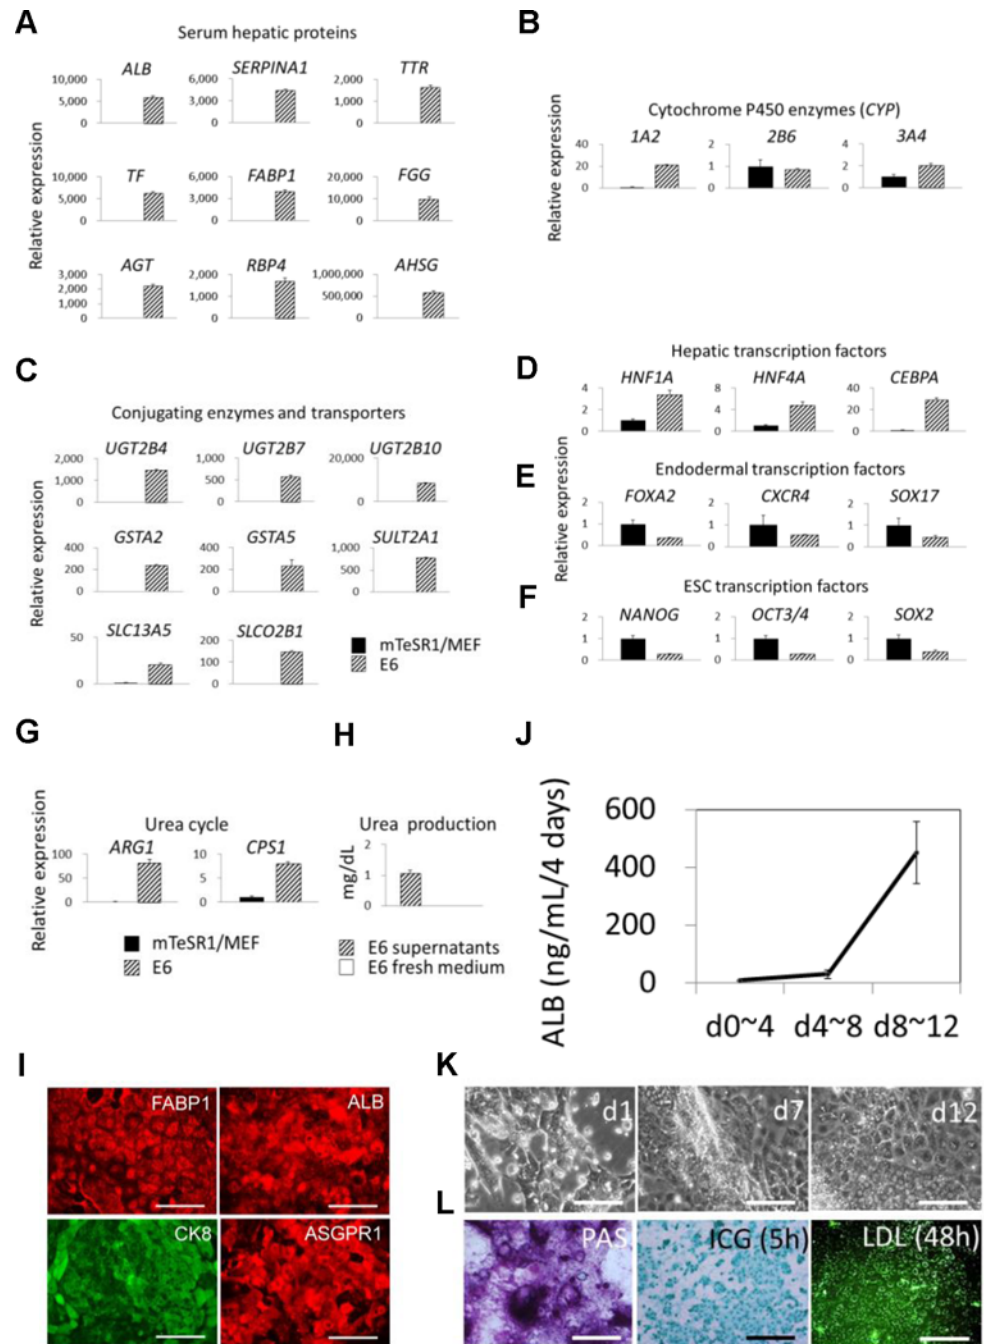 A
Serum hepatic proteins
ALB SERPINA1 TTR
10,000 6,000 2,000
5,000 3,000 1,000
0 0 0
TF FABP1 FGG
10,000 6,000 20,000
5,000 3,000 10,000
0 0 0
AGT RBP4 AHSG
3,000 2,000 1,000,000
2,000 1,000 500,000
1,000
0 0 0
Relative expression
B
Cytochrome P450 enzymes (CYP)
1A2 2B6 3A4
40 2 4
20 1 2
0 0 0
Relative expression
C
Conjugating enzymes and transporters
UGT2B4 UGT2B7 UGT2B10
2,000 1,000 20,000
1,000 500 10,000
0 0 0
GSTA2 GSTA5 SULT2A1
400 400 1,000
200 200 500
0 0 0
SLC13A5 SLCO2B1
50 200
100
0 0
Relative expression
mTeSR1/MEF
E6
D
Hepatic transcription factors
HNF1A HNF4A CEBPA
4 8 40
2 4 20
0 0 0
E
Endodermal transcription factors
FOXA2 CXCR4 SOX17
2 2 2
1 1 1
0 0 0
F
ESC transcription factors
NANOG OCT3/4 SOX2
2 2 2
1 1 1
0 0 0
Relative expression
G
Urea cycle
ARG1 CPS1
100 10
50 5
0 0
Relative expression
mTeSR1/MEF
E6
H
Urea production
2
1
0
mg/dL
E6 supernatants
E6 fresh medium
J
600
400
200
0
ALB (ng/mL/4 days)
d0~4 d4~8 d8~12
I
FABP1 ALB
CK8 ASGPR1
K
d1 d7 d12
L
PAS ICG (5h) LDL (48h)